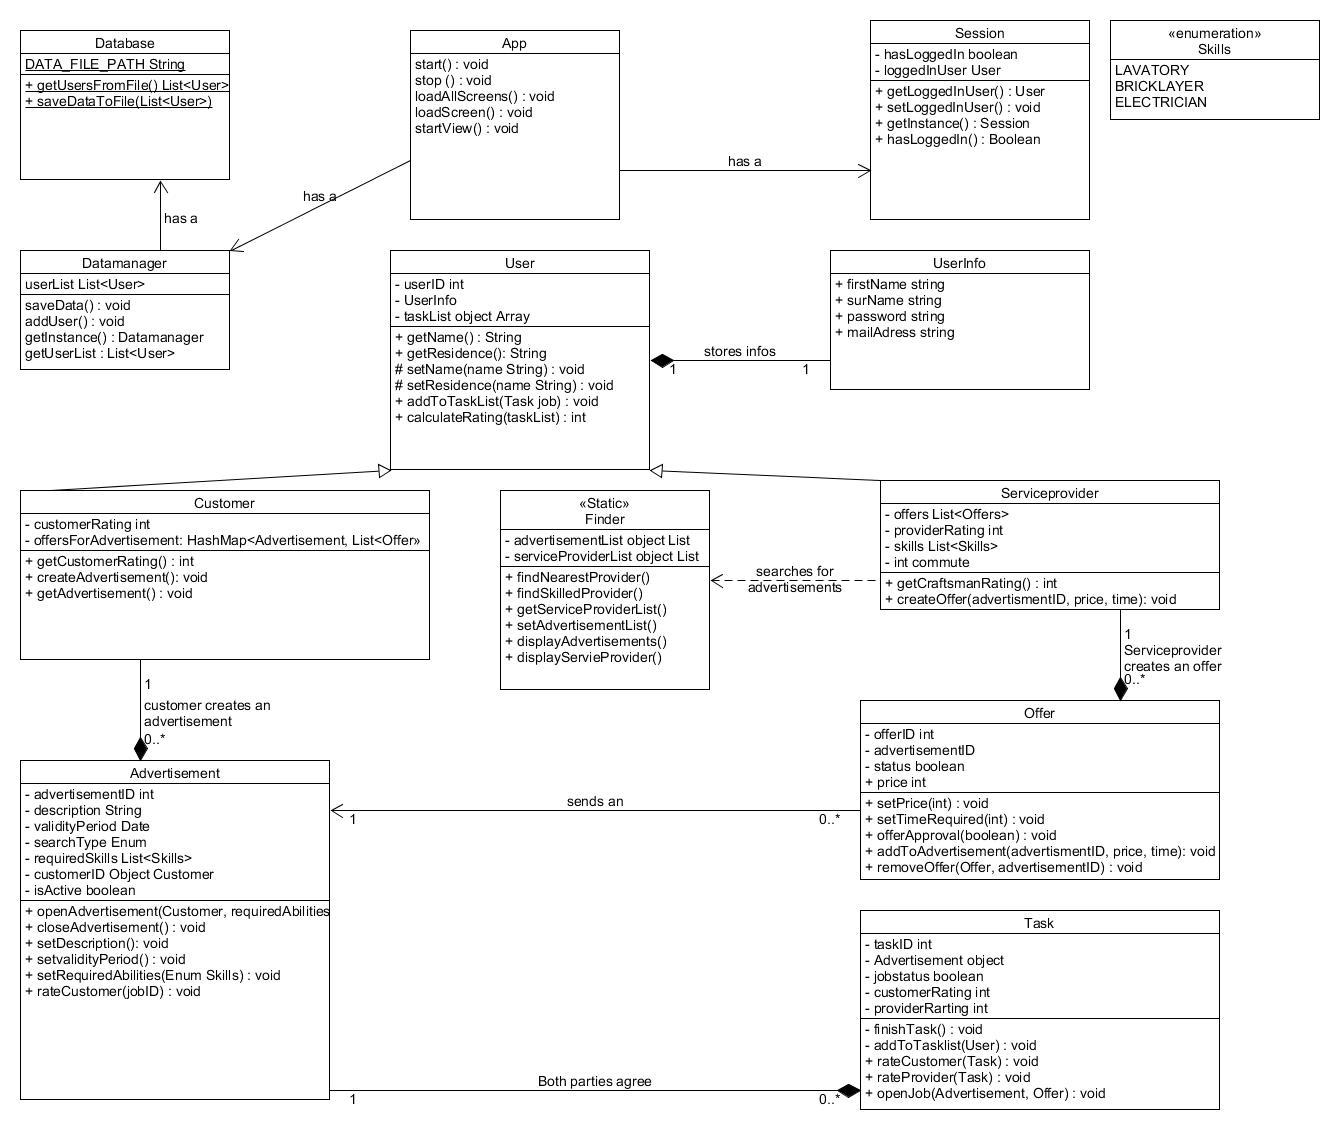 Database
DATA_FILE_PATH String
+ getUsersFromFile() List<User>
+ saveDataToFile(List<User>)
App
start() : void
stop () : void
loadAllScreens() : void
loadScreen() : void
startView() : void
Session
- hasLoggedIn boolean
- loggedInUser User
+ getLoggedInUser() : User
+ setLoggedInUser() : void
+ getInstance() : Session
+ hasLoggedIn() : Boolean
«enumeration»
Skills
LAVATORY
BRICKLAYER
ELECTRICIAN
has a
has a
has a
Datamanager
userList List<User>
saveData() : void
addUser() : void
getInstance() : Datamanager
getUserList : List<User>
User
- userID int
- UserInfo
- taskList object Array
+ getName() : String
+ getResidence(): String
# setName(name String) : void
# setResidence(name String) : void
+ addToTaskList(Task job) : void
+ calculateRating(taskList) : int
stores infos
1
1
UserInfo
+ firstName string
+ surName string
+ password string
+ mailAdress string
Customer
- customerRating int
- offersForAdvertisement: HashMap<Advertisement, List<Offer»
+ getCustomerRating() : int
+ createAdvertisement(): void
+ getAdvertisement() : void
«Static»
Finder
- advertisementList object List
- serviceProviderList object List
+ findNearestProvider()
+ findSkilledProvider()
+ getServiceProviderList()
+ setAdvertisementList()
+ displayAdvertisements()
+ displayServieProvider()
searches for
advertisements
Serviceprovider
- offers List<Offers>
- providerRating int
- skills List<Skills>
- int commute
+ getCraftsmanRating() : int
+ createOffer(advertismentID, price, time): void
1
customer creates an
advertisement
0..*
1
Serviceprovider
creates an offer
0..*
Advertisement
- advertisementID int
- description String
- validityPeriod Date
- searchType Enum
- requiredSkills List<Skills>
- customerID Object Customer
- isActive boolean
+ openAdvertisement(Customer, requiredAbilities
+ closeAdvertisement() : void
+ setDescription(): void
+ setvalidityPeriod() : void
+ setRequiredAbilities(Enum Skills) : void
+ rateCustomer(jobID) : void
sends an
1
0..*
Offer
- offerID int
- advertisementID
- status boolean
+ price int
+ setPrice(int) : void
+ setTimeRequired(int) : void
+ offerApproval(boolean) : void
+ addToAdvertisement(advertismentID, price, time): void
+ removeOffer(Offer, advertisementID) : void
Task
- taskID int
- Advertisement object
- jobstatus boolean
- customerRating int
- providerRarting int
- finishTask() : void
- addToTasklist(User) : void
+ rateCustomer(Task) : void
+ rateProvider(Task) : void
+ openJob(Advertisement, Offer) : void
Both parties agree
1
0..*